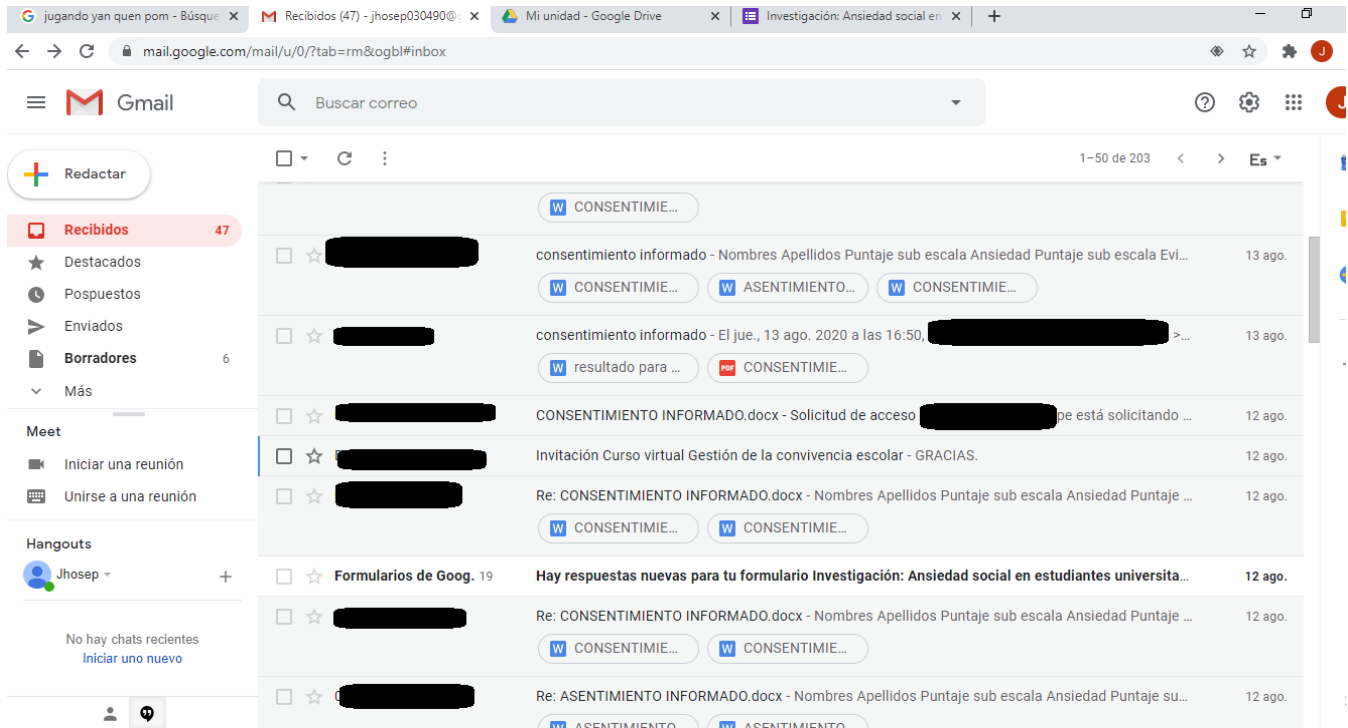 jugando yan quen pom - Búsque
Recibidos (47) - jhosep030490@
Mi unidad - Google Drive
Investigación: Ansiedad social en
mail.google.com/mail/u/0/?tab=rm&ogbl#inbox
J
Gmail
Buscar correo
J
Redactar
1–50 de 203
Es
Recibidos 47
Destacados
Pospuestos
Enviados
Borradores 6
Más
Meet
Iniciar una reunión
Unirse a una reunión
Hangouts
Jhosep
No hay chats recientes
Iniciar uno nuevo
W CONSENTIMIE...
consentimiento informado - Nombres Apellidos Puntaje sub escala Ansiedad Puntaje sub escala Evi... 13 ago.
W CONSENTIMIE... W ASENTIMIENTO... W CONSENTIMIE...
consentimiento informado - El jue., 13 ago. 2020 a las 16:50, >... 13 ago.
W resultado para ... PDF CONSENTIMIE...
CONSENTIMIENTO INFORMADO.docx - Solicitud de acceso pe está solicitando ... 12 ago.
Invitación Curso virtual Gestión de la convivencia escolar - GRACIAS. 12 ago.
Re: CONSENTIMIENTO INFORMADO.docx - Nombres Apellidos Puntaje sub escala Ansiedad Puntaje ... 12 ago.
W CONSENTIMIE... W CONSENTIMIE...
Formularios de Goog. 19 Hay respuestas nuevas para tu formulario Investigación: Ansiedad social en estudiantes universita... 12 ago.
Re: CONSENTIMIENTO INFORMADO.docx - Nombres Apellidos Puntaje sub escala Ansiedad Puntaje ... 12 ago.
W CONSENTIMIE... W CONSENTIMIE...
Re: ASENTIMIENTO INFORMADO.docx - Nombres Apellidos Puntaje sub escala Ansiedad Puntaje su... 12 ago.
W ASENTIMIENTO W ASENTIMIENTO